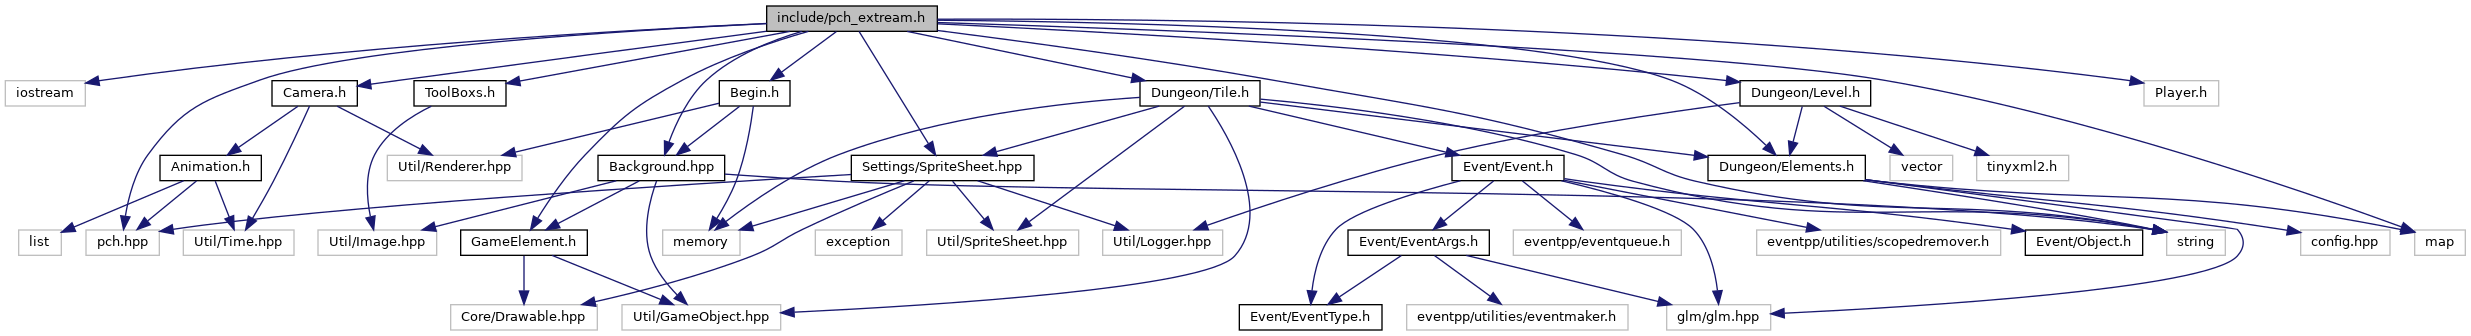 include/pch_extream.h
iostream
Camera.h
ToolBoxs.h
Begin.h
Dungeon/Tile.h
Dungeon/Level.h
Player.h
Animation.h
Util/Renderer.hpp
Background.hpp
Settings/SpriteSheet.hpp
Event/Event.h
Dungeon/Elements.h
vector
tinyxml2.h
list
pch.hpp
Util/Time.hpp
Util/Image.hpp
GameElement.h
memory
exception
Util/SpriteSheet.hpp
Util/Logger.hpp
Event/EventArgs.h
eventpp/eventqueue.h
eventpp/utilities/scopedremover.h
Event/Object.h
string
config.hpp
map
Core/Drawable.hpp
Util/GameObject.hpp
Event/EventType.h
eventpp/utilities/eventmaker.h
glm/glm.hpp